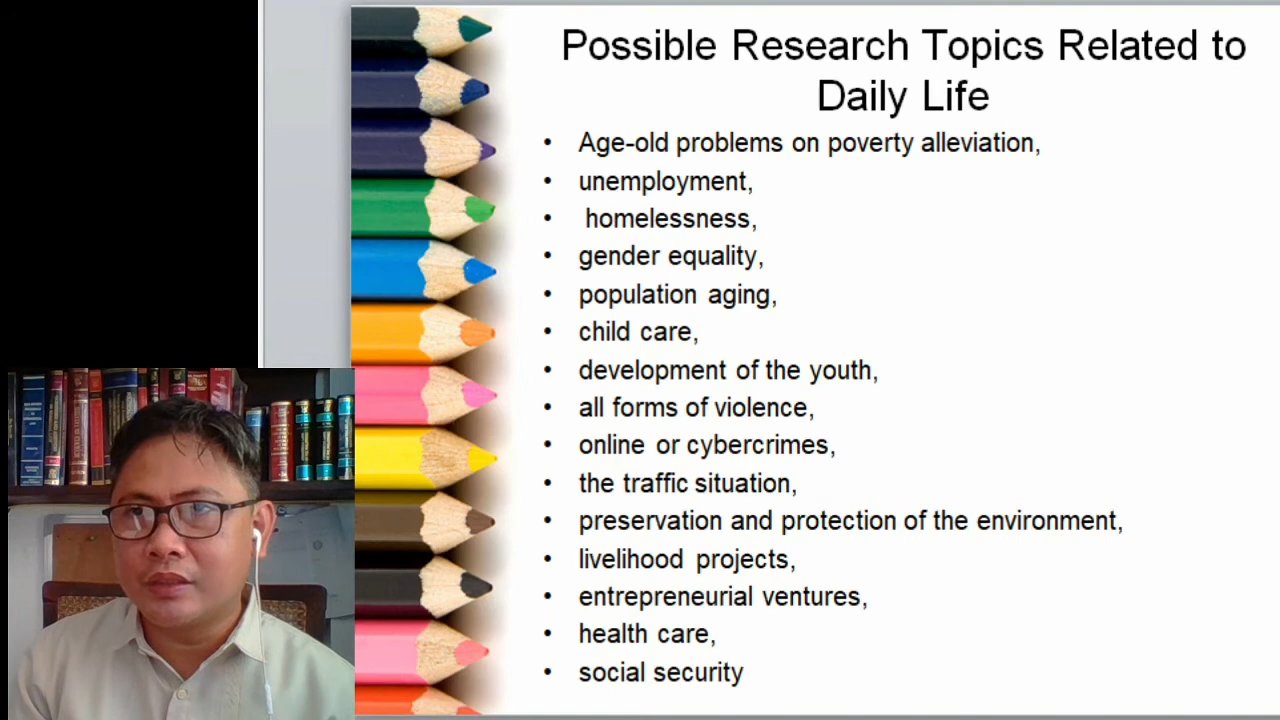 Possible Research Topics Related to
Daily Life
• Age-old problems on poverty alleviation,
• unemployment,
• homelessness,
• gender equality,
• population aging,
• child care,
• development of the youth,
• all forms of violence,
• online or cybercrimes,
• the traffic situation,
• preservation and protection of the environment,
• livelihood projects,
• entrepreneurial ventures,
• health care,
• social security